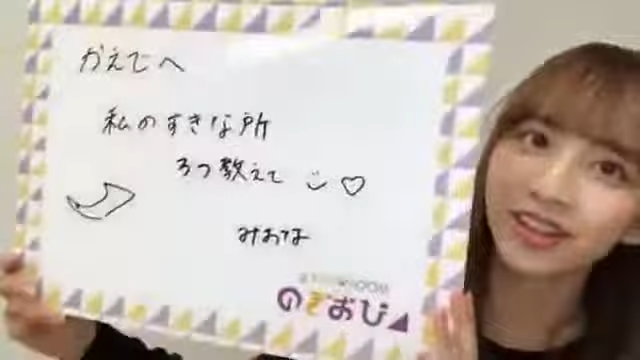 かえでへ
私のすきな所
3つ教えて
みおな
のぎおび